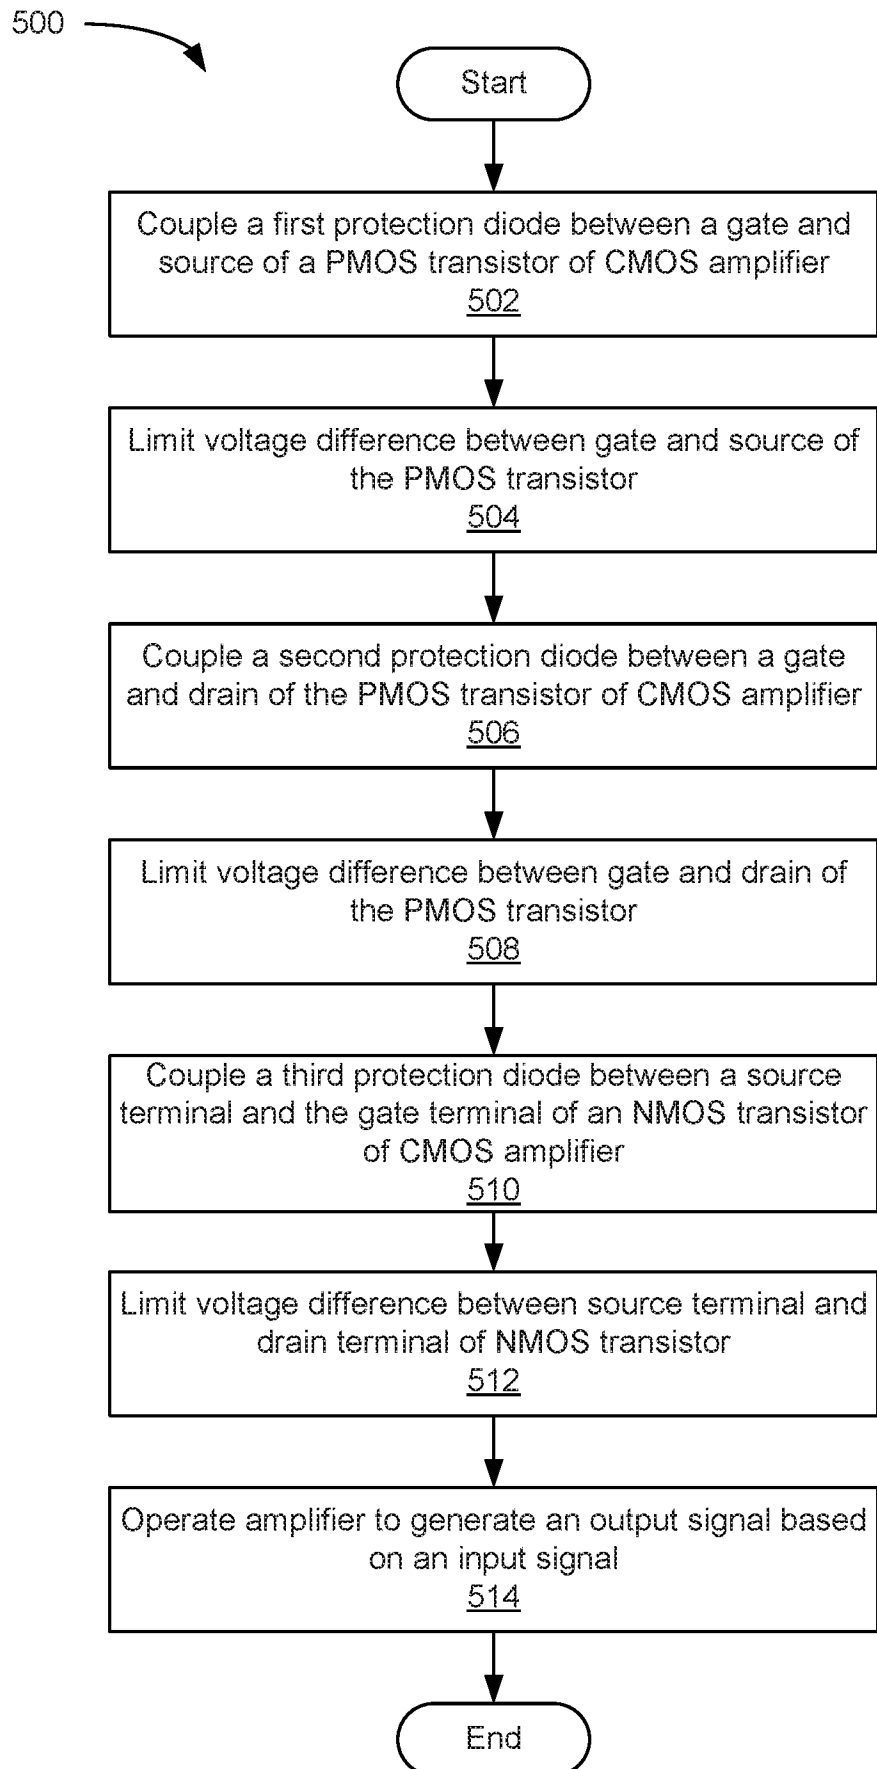 500
Start
Couple a first protection diode between a gate and
source of a PMOS transistor of CMOS amplifier
502
Limit voltage difference between gate and source of
the PMOS transistor
504
Couple a second protection diode between a gate
and drain of the PMOS transistor of CMOS amplifier
506
Limit voltage difference between gate and drain of
the PMOS transistor
508
Couple a third protection diode between a source
terminal and the gate terminal of an NMOS transistor
of CMOS amplifier
510
Limit voltage difference between source terminal and
drain terminal of NMOS transistor
512
Operate amplifier to generate an output signal based
on an input signal
514
End